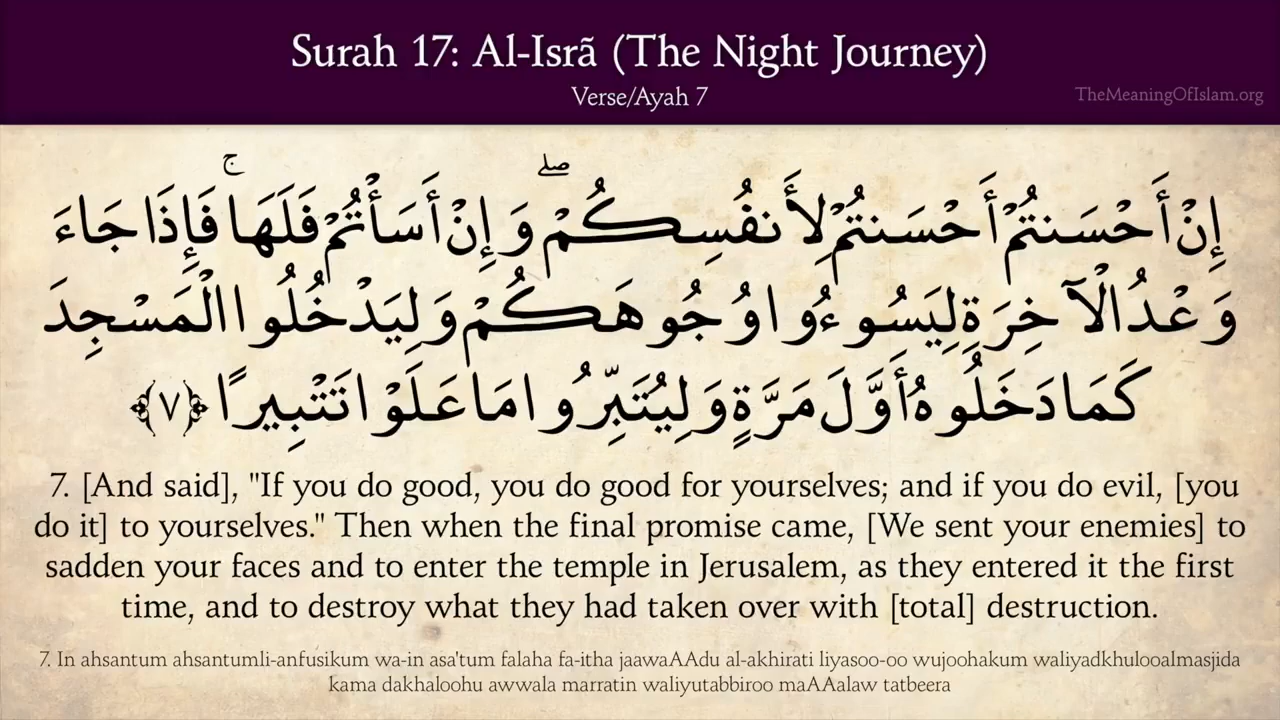 Surah 17: Al-Isrã (The Night Journey)
Verse/Ayah 7
TheMeaningOfIslam.org
إِنْ أَحْسَنتُمْ أَحْسَنتُمْ لِأَنفُسِكُمْ ۖ وَإِنْ أَسَأْتُمْ فَلَهَا ۚ فَإِذَا جَاءَ
وَعْدُ الْآخِرَةِ لِيَسُوءُوا وُجُوهَكُمْ وَلِيَدْخُلُوا الْمَسْجِدَ
كَمَا دَخَلُوهُ أَوَّلَ مَرَّةٍ وَلِيُتَبِّرُوا مَا عَلَوْا تَتْبِيرًا ﴿٧﴾
7. [And said], "If you do good, you do good for yourselves; and if you do evil, [you
do it] to yourselves." Then when the final promise came, [We sent your enemies] to
sadden your faces and to enter the temple in Jerusalem, as they entered it the first
time, and to destroy what they had taken over with [total] destruction.
7. In ahsantum ahsantumli-anfusikum wa-in asa'tum falaha fa-itha jaawaAAdu al-akhirati liyasoo-oo wujoohakum waliyadkhulooalmasjida
kama dakhaloohu awwala marratin waliyutabbiroo maAAalaw tatbeera